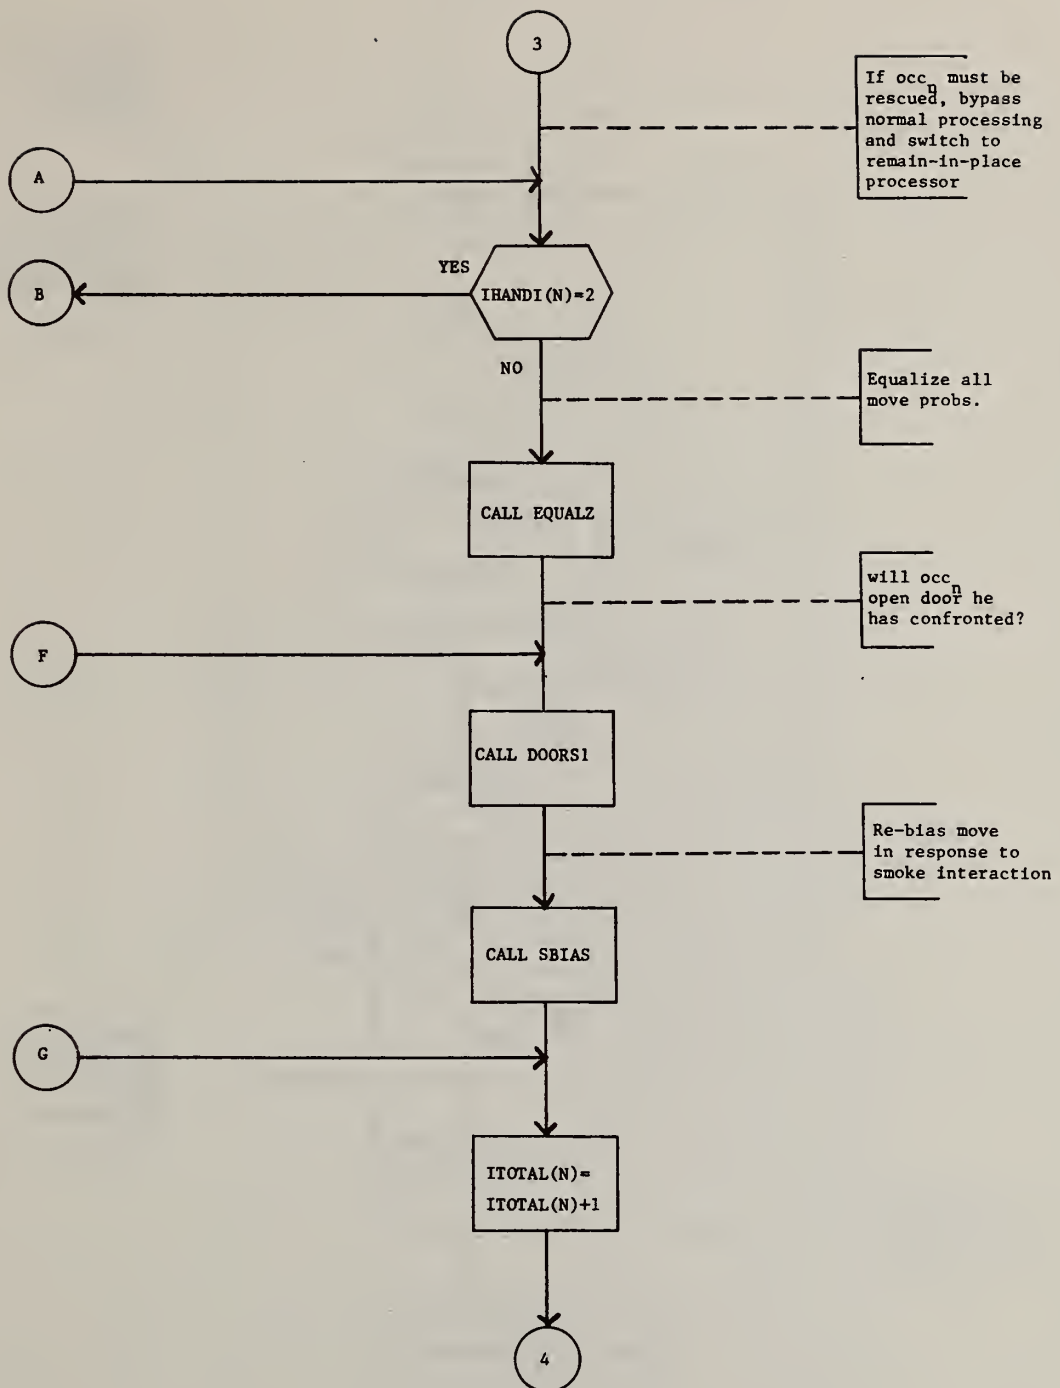 3
If occn must be
rescued, bypass
normal processing
and switch to
remain-in-place
processor
A
YES
B
IHANDI(N)=2
NO
Equalize all
move probs.
CALL EQUALZ
will occn
open door he
has confronted?
F
CALL DOORS1
Re-bias move
in response to
smoke interaction
CALL SBIAS
G
ITOTAL(N)=
ITOTAL(N)+1
4